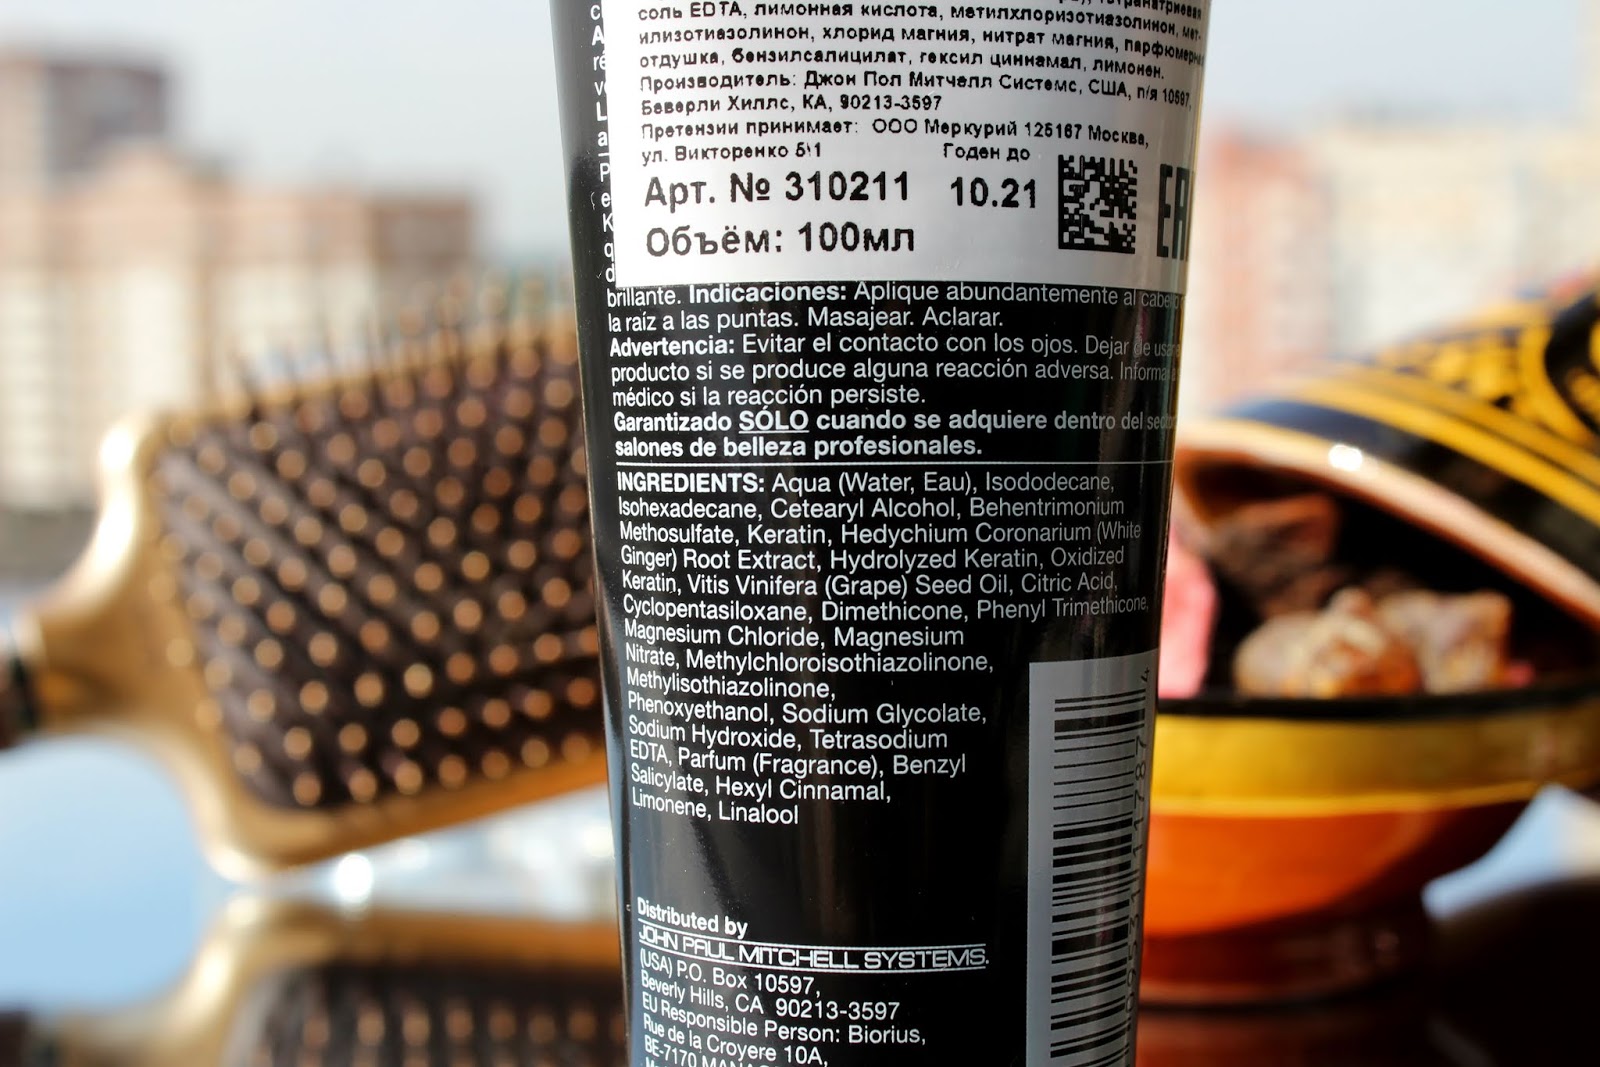 соль EDTA, лимонная кислота, метилхлоризотиазолинон, мет-
илизотиазолинон, хлорид магния, нитрат магния, парфюмерная
отдушка, бензилсалицилат, гексил циннамал, лимонен.
Производитель: Джон Пол Митчелл Системс, США, п/я 10597,
Беверли Хиллс, КА, 90213-3597
Претензии принимает: ООО Меркурий 125167 Москва,
ул. Викторенко 5\1
Годен до
Арт. № 310211 10.21
Объём: 100мл
brillante. Indicaciones: Aplique abundantemente al cabello
la raíz a las puntas. Masajear. Aclarar.
Advertencia: Evitar el contacto con los ojos. Dejar de usar
producto si se produce alguna reacción adversa.
médico si la reacción persiste.
Garantizado SÓLO cuando se adquiere dentro del
salones de belleza profesionales.
INGREDIENTS: Aqua (Water, Eau), Isododecane,
Isohexadecane, Cetearyl Alcohol, Behentrimonium
Methosulfate, Keratin, Hedychium Coronarium (White
Ginger) Root Extract, Hydrolyzed Keratin, Oxidized
Keratin, Vitis Vinifera (Grape) Seed Oil, Citric Acid,
Cyclopentasiloxane, Dimethicone, Phenyl Trimethicone,
Magnesium Chloride, Magnesium
Nitrate, Methylchloroisothiazolinone,
Methylisothiazolinone,
Phenoxyethanol, Sodium Glycolate,
Sodium Hydroxide, Tetrasodium
EDTA, Parfum (Fragrance), Benzyl
Salicylate, Hexyl Cinnamal,
Limonene, Linalool
Distributed by
JOHN PAUL MITCHELL SYSTEMS.
(USA) P.O. Box 10597,
Beverly Hills, CA 90213-3597
EU Responsible Person: Biorius,
Rue de la Croyere 10A,
BE-7170